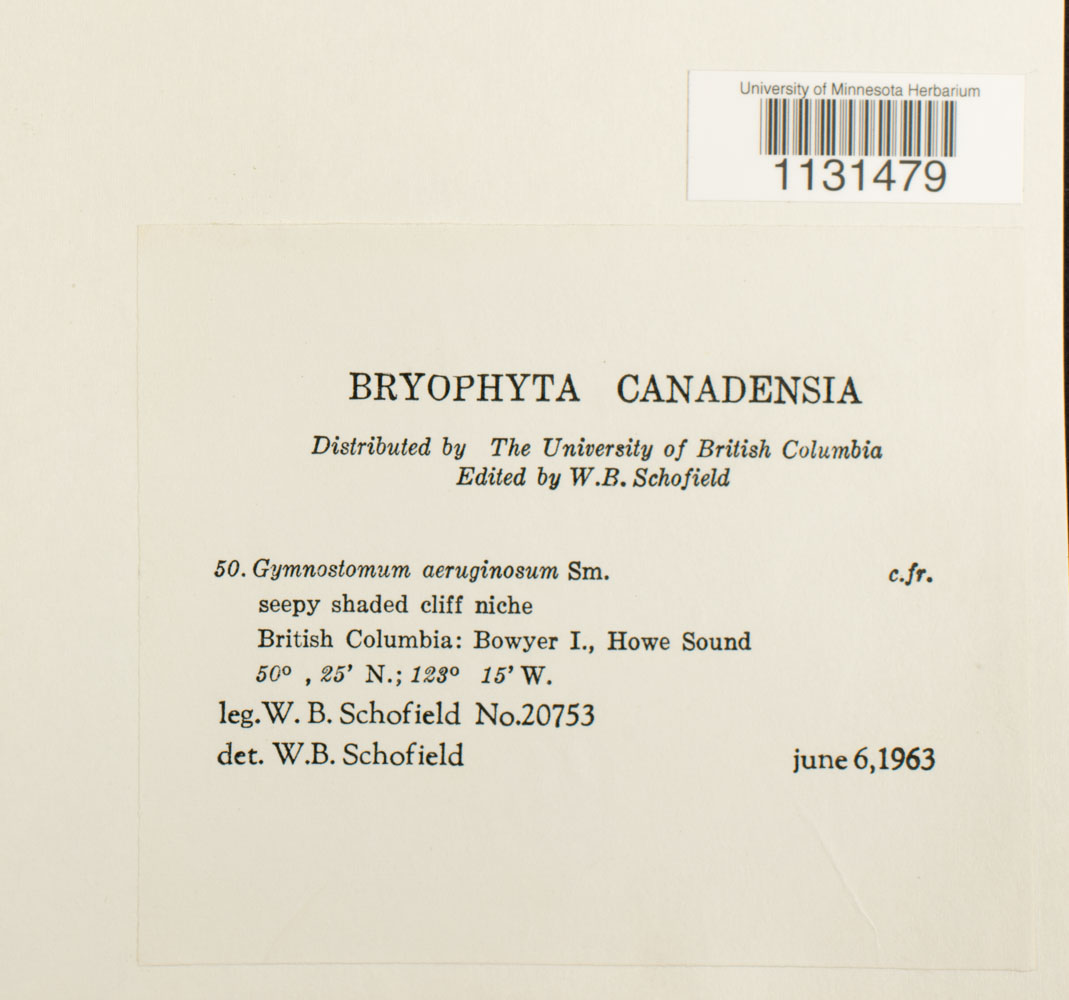 University of Minnesota Herbarium
1131479
BRYOPHYTA CANADENSIA
Distributed by The University of British Columbia
Edited by W.B. Schofield
50. Gymnostomum aeruginosum Sm. c.fr.
seepy shaded cliff niche
British Columbia: Bowyer I., Howe Sound
50º , 25' N.; 123º 15' W.
leg.W. B. Schofield No.20753
det. W.B. Schofield june 6,1963